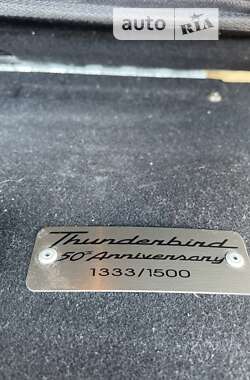 auto RIA
Thunderbird
50th Anniversary
1333/1500